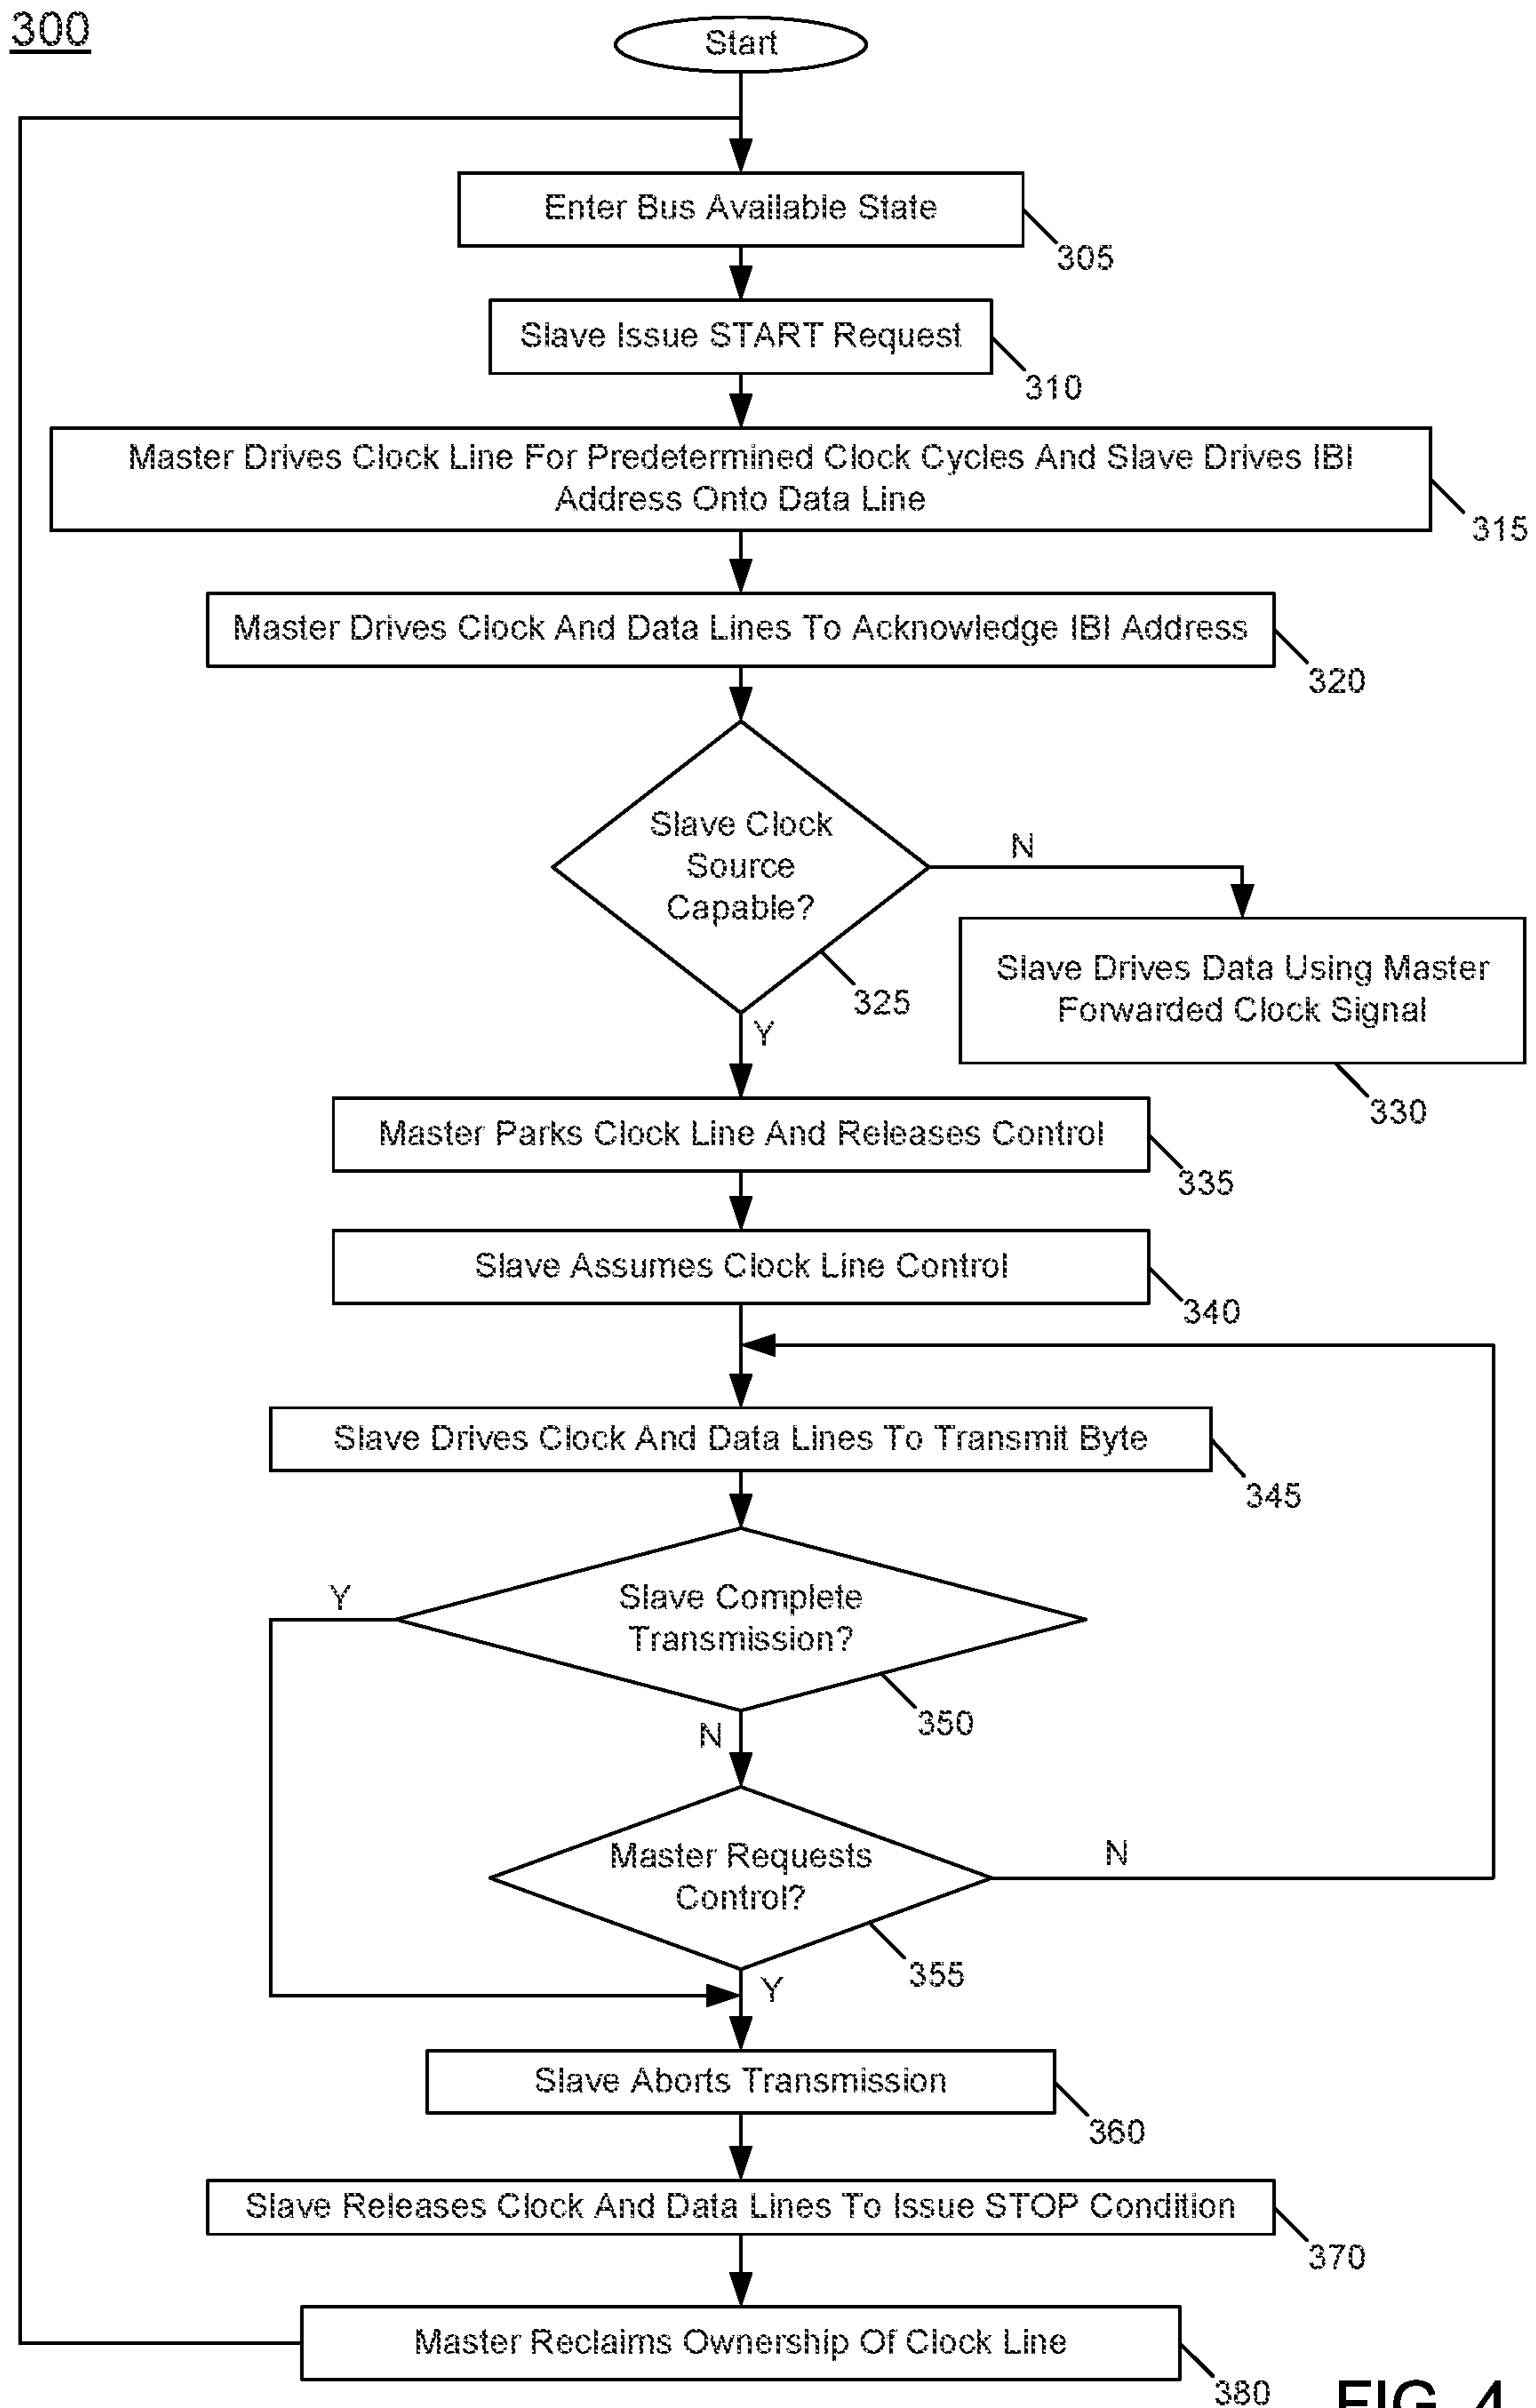 300
Start
Enter Bus Available State
305
Slave Issue START Request
310
Master Drives Clock Line For Predetermined Clock Cycles And Slave Drives IBI
Address Onto Data Line
315
Master Drives Clock And Data Lines To Acknowledge IBI Address
320
Slave Clock
Source
Capable?
N
325
Slave Drives Data Using Master
Forwarded Clock Signal
Y
330
Master Parks Clock Line And Releases Control
335
Slave Assumes Clock Line Control
340
Slave Drives Clock And Data Lines To Transmit Byte
345
Y
Slave Complete
Transmission?
350
N
Master Requests
Control?
N
355
Y
Slave Aborts Transmission
360
Slave Releases Clock And Data Lines To Issue STOP Condition
370
Master Reclaims Ownership Of Clock Line
380
FIG. 4